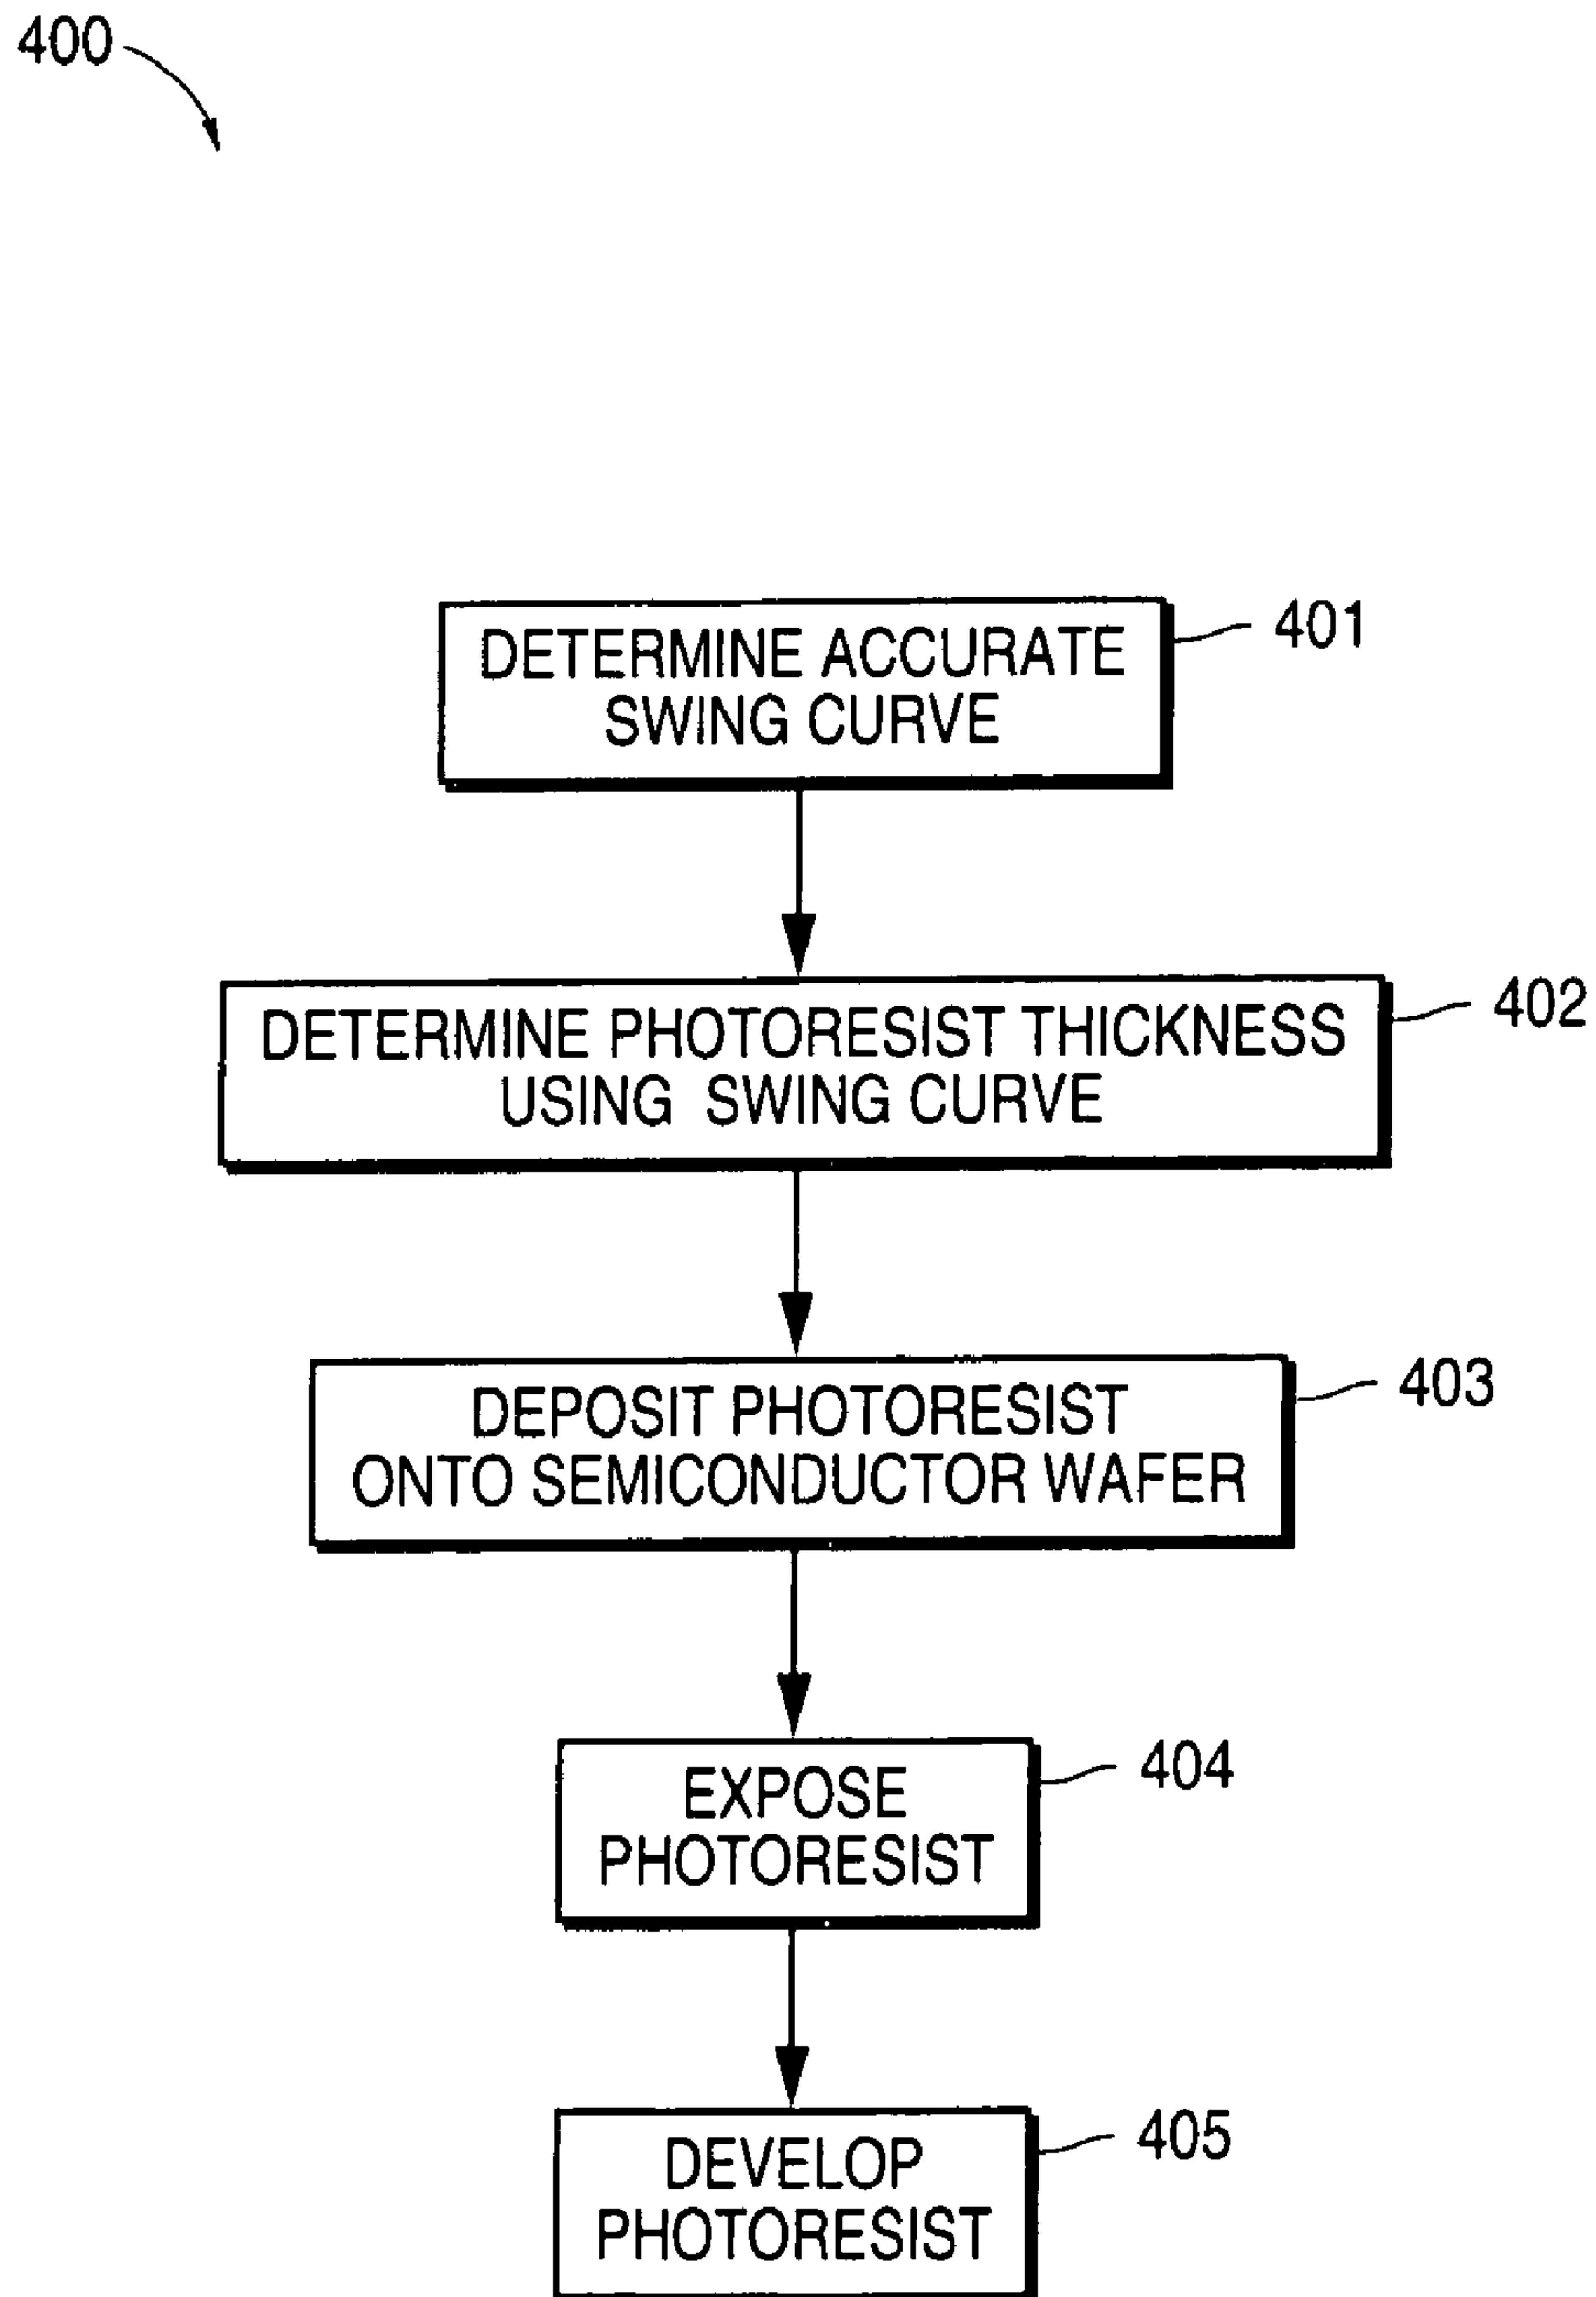 400
DETERMINE ACCURATE
SWING CURVE
401
DETERMINE PHOTORESIST THICKNESS
USING SWING CURVE
402
DEPOSIT PHOTORESIST
ONTO SEMICONDUCTOR WAFER
403
EXPOSE
PHOTORESIST
404
DEVELOP
PHOTORESIST
405